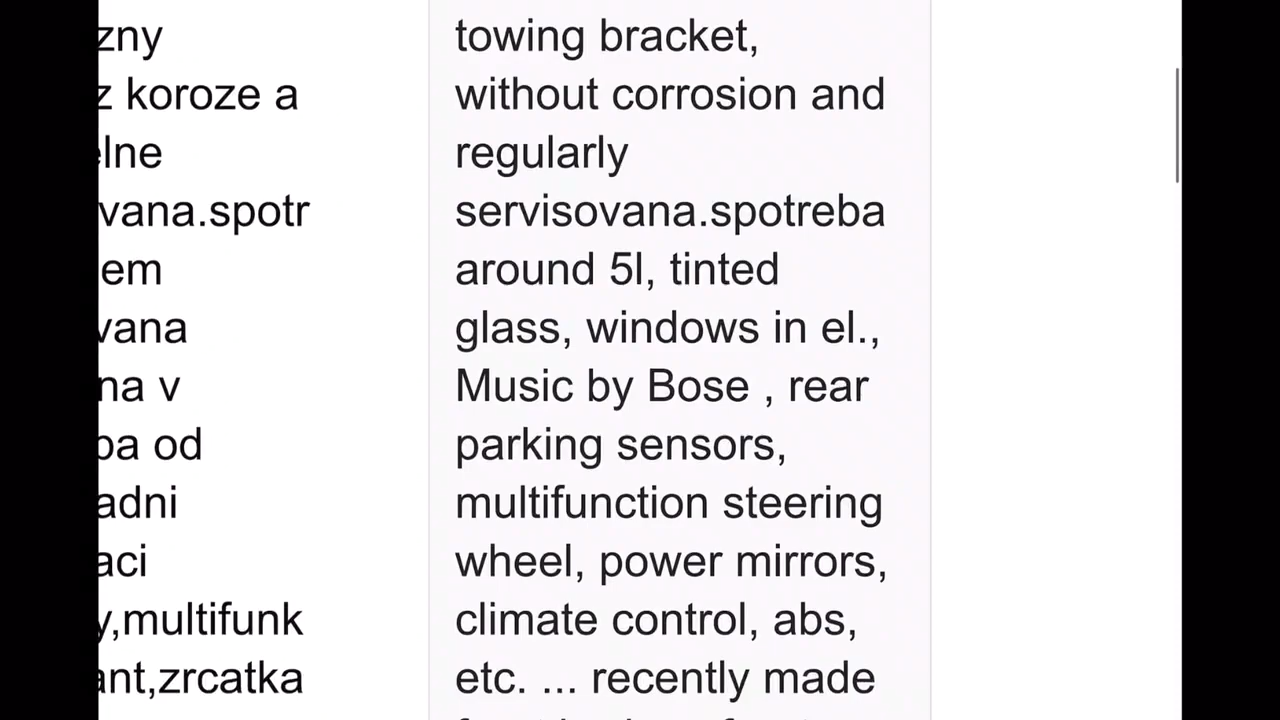 zny
z koroze a
elne
vana.spotr
em
vana
na v
ba od
adni
aci
y,multifunk
ant,zrcatka
towing bracket,
without corrosion and
regularly
servisovana.spotreba
around 5l, tinted
glass, windows in el.,
Music by Bose , rear
parking sensors,
multifunction steering
wheel, power mirrors,
climate control, abs,
etc. ... recently made